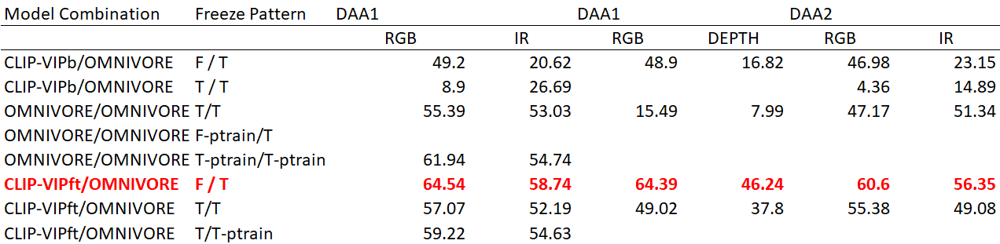 Model Combination Freeze Pattern DAA1 DAA1 DAA2
RGB IR RGB DEPTH RGB IR
CLIP-VIPb/OMNIVORE F / T 49.2 20.62 48.9 16.82 46.98 23.15
CLIP-VIPb/OMNIVORE T / T 8.9 26.69 4.36 14.89
OMNIVORE/OMNIVORE T/T 55.39 53.03 15.49 7.99 47.17 51.34
OMNIVORE/OMNIVORE F-ptrain/T
OMNIVORE/OMNIVORE T-ptrain/T-ptrain 61.94 54.74
CLIP-VIPft/OMNIVORE F / T 64.54 58.74 64.39 46.24 60.6 56.35
CLIP-VIPft/OMNIVORE T/T 57.07 52.19 49.02 37.8 55.38 49.08
CLIP-VIPft/OMNIVORE T/T-ptrain 59.22 54.63